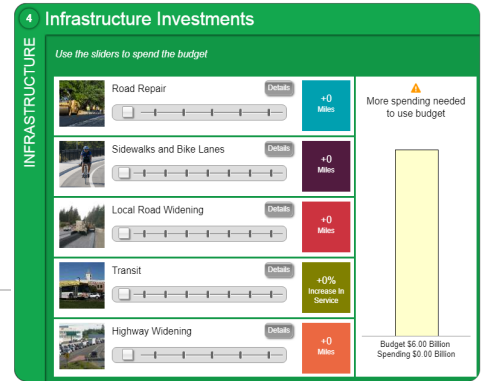 4 Infrastructure Investments
INFRASTRUCTURE
Use the sliders to spend the budget
Road Repair
Details
+0
Miles
Sidewalks and Bike Lanes
Details
+0
Miles
Local Road Widening
Details
+0
Miles
Transit
Details
+0%
Increase In
Service
Highway Widening
Details
+0
Miles
More spending needed
to use budget
Budget $6.00 Billion
Spending $0.00 Billion